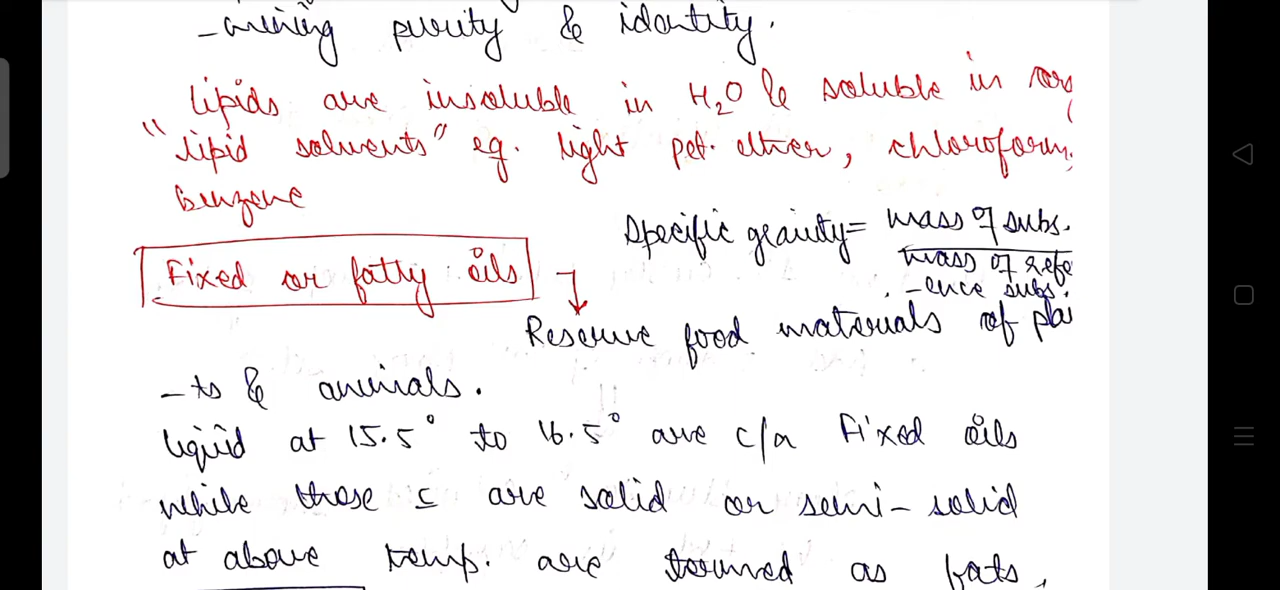 -mining purity & identity.
Lipids are insoluble in H₂O & soluble in org
"lipid solvents" eg. light pet. ether, chloroform,
benzene
Specific gravity = mass of subs.
mass of refe
-ence subs.
Fixed or fatty oils
Reserve food materials of plan
-ts & animals.
liquid at 15.5° to 16.5° are c/a Fixed oils
while those c are solid or semi-solid
at above temp. are termed as fats.